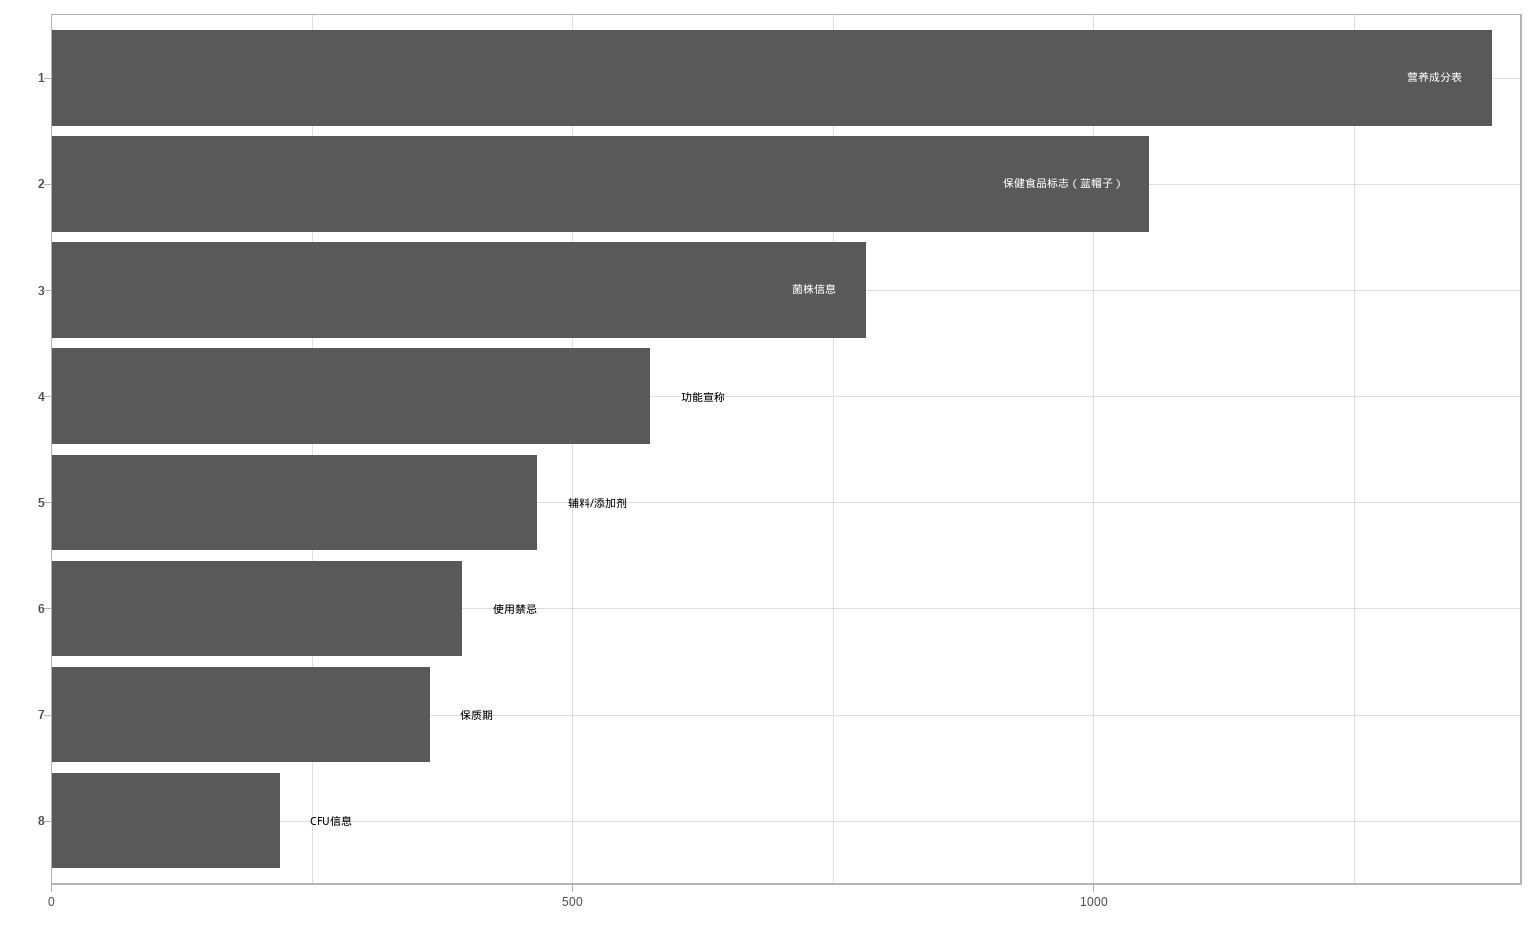 1 营养成分表
2 保健食品标志（蓝帽子）
3 菌株信息
4 功能宣称
5 辅料/添加剂
6 使用禁忌
7 保质期
8 CFU信息
0 500 1000